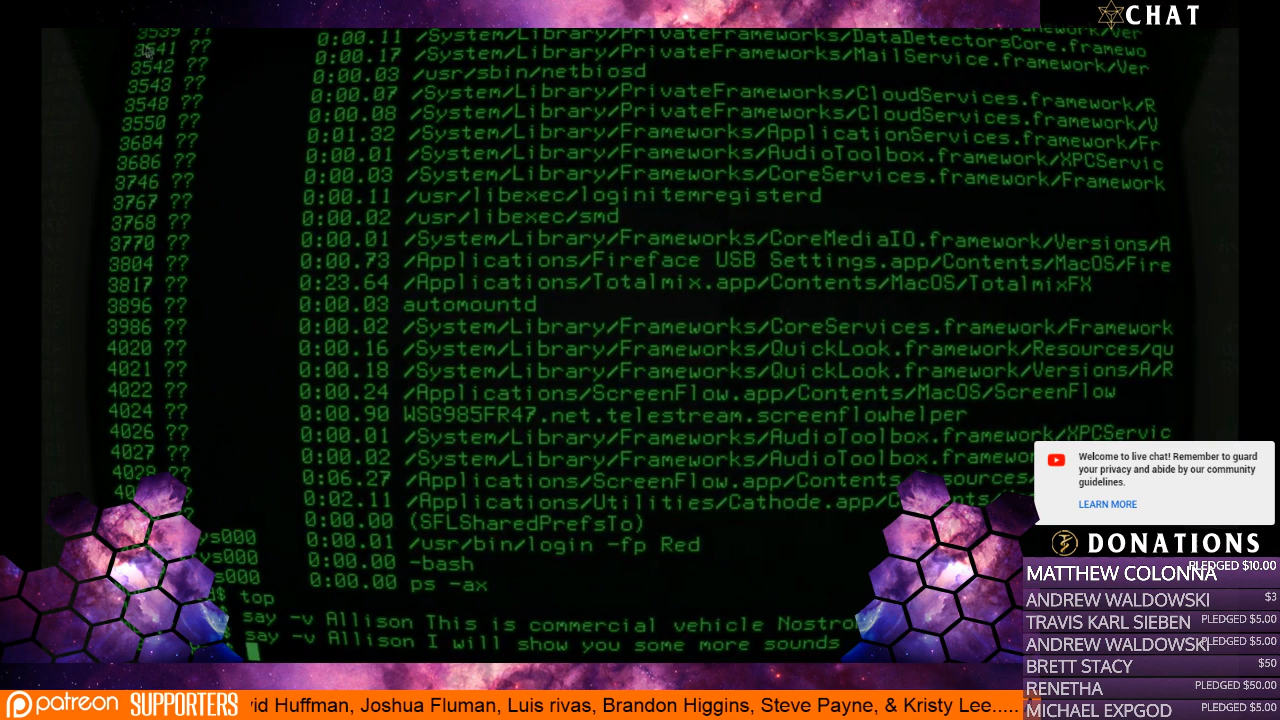 CHAT
3539 ??
3541 ?? 0:00.11 /System/Library/PrivateFrameworks/DataDetectorsCore.framewo
3542 ?? 0:00.17 /System/Library/PrivateFrameworks/MailService.framework/Ver
3543 ?? 0:00.03 /usr/sbin/netbiosd
3548 ?? 0:00.07 /System/Library/PrivateFrameworks/CloudServices.framework/R
3550 ?? 0:00.08 /System/Library/PrivateFrameworks/CloudServices.framework/V
3684 ?? 0:01.32 /System/Library/Frameworks/ApplicationServices.framework/Fr
3686 ?? 0:00.01 /System/Library/Frameworks/AudioToolbox.framework/XPCServic
3746 ?? 0:00.03 /System/Library/Frameworks/CoreServices.framework/Framework
3767 ?? 0:00.11 /usr/libexec/loginitemregisterd
3768 ?? 0:00.02 /usr/libexec/smd
3770 ?? 0:00.01 /System/Library/Frameworks/CoreMediaIO.framework/Versions/A
3804 ?? 0:00.73 /Applications/Fireface USB Settings.app/Contents/MacOS/Fire
3817 ?? 0:23.64 /Applications/Totalmix.app/Contents/MacOS/TotalmixFX
3896 ?? 0:00.03 automountd
3986 ?? 0:00.02 /System/Library/Frameworks/CoreServices.framework/Framework
4020 ?? 0:00.16 /System/Library/Frameworks/QuickLook.framework/Resources/qu
4021 ?? 0:00.18 /System/Library/Frameworks/QuickLook.framework/Versions/A/R
4022 ?? 0:00.24 /Applications/ScreenFlow.app/Contents/MacOS/ScreenFlow
4024 ?? 0:00.90 WSG985FR47.net.telestream.screenflowhelper
4026 ?? 0:00.01 /System/Library/Frameworks/AudioToolbox.framework/XPCServic
4027 ?? 0:00.02 /System/Library/Frameworks/AudioToolbox.framewor
4028 ?? 0:06.27 /Applications/ScreenFlow.app/Contents sources/
0:02.11 /Applications/Utilities/Cathode.app/C
0:00.00 (SFLSharedPrefsTo)
ys000 0:00.01 /usr/bin/login -fp Red
ys000 0:00.00 -bash
s000 0:00.00 ps -ax
$ top
say -v Allison This is commercial vehicle Nostro
say -v Allison I will show you some more sounds
Welcome to live chat! Remember to guard
your privacy and abide by our community
guidelines.
LEARN MORE
DONATIONS
MATTHEW COLONNA PLEDGED $10.00
ANDREW WALDOWSKI $3
TRAVIS KARL SIEBEN PLEDGED $5.00
ANDREW WALDOWSKI PLEDGED $5.00
BRETT STACY $50
RENETHA PLEDGED $50.00
MICHAEL EXPGOD PLEDGED $5.00
patreon SUPPORTERS vid Huffman, Joshua Fluman, Luis rivas, Brandon Higgins, Steve Payne, & Kristy Lee.....